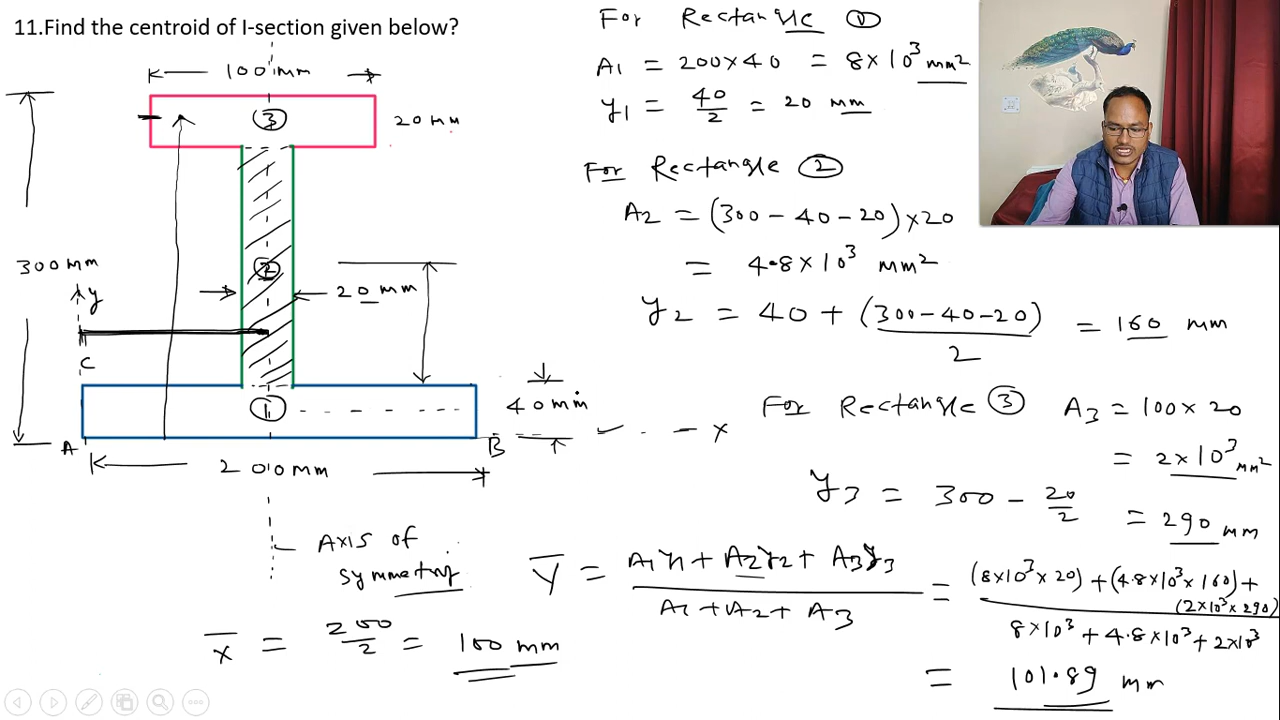 11.Find the centroid of I-section given below?
100 mm
③
20 mm
300 mm
y
②
20 mm
C
①
40 mm
A
B
x
200 mm
Axis of
symmetry
x̄ = 200/2 = 100 mm
For Rectangle ①
A1 = 200×40 = 8×10³ mm²
y1 = 40/2 = 20 mm
For Rectangle ②
A2 = (300-40-20)×20
= 4.8×10³ mm²
y2 = 40 + (300-40-20)/2 = 160 mm
For Rectangle ③ A3 = 100×20
= 2×10³ mm²
y3 = 300 - 20/2 = 290 mm
Ȳ = A1y1 + A2y2 + A3y3 / A1 + A2 + A3 = (8×10³×20) + (4.8×10³×160) + (2×10³×290) / 8×10³ + 4.8×10³ + 2×10³
= 101.89 mm